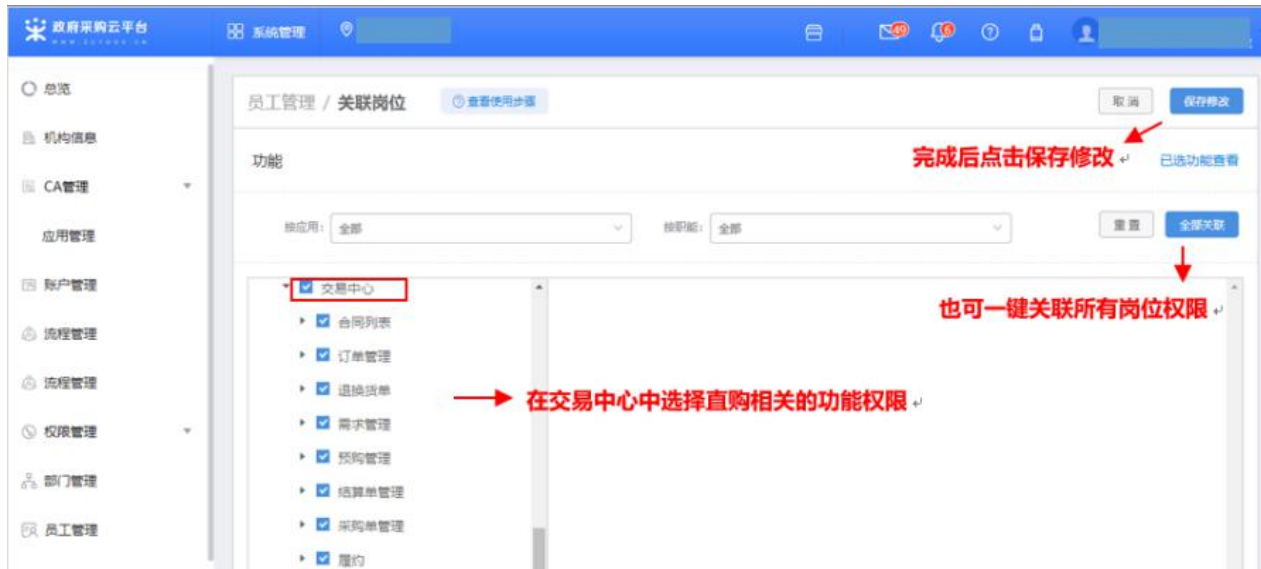 政府采购云平台
WWW.ZCYGOV.CN
系统管理
49
6
总览
机构信息
CA管理
应用管理
账户管理
流程管理
流程管理
权限管理
部门管理
员工管理
员工管理 / 关联岗位
查看使用步骤
取消
保存修改
功能
完成后点击保存修改
已选功能查看
按应用:
全部
按职能:
全部
重置
全部关联
交易中心
合同列表
订单管理
退换货单
需求管理
预购管理
结算单管理
采购单管理
履约
也可一键关联所有岗位权限
在交易中心中选择直购相关的功能权限